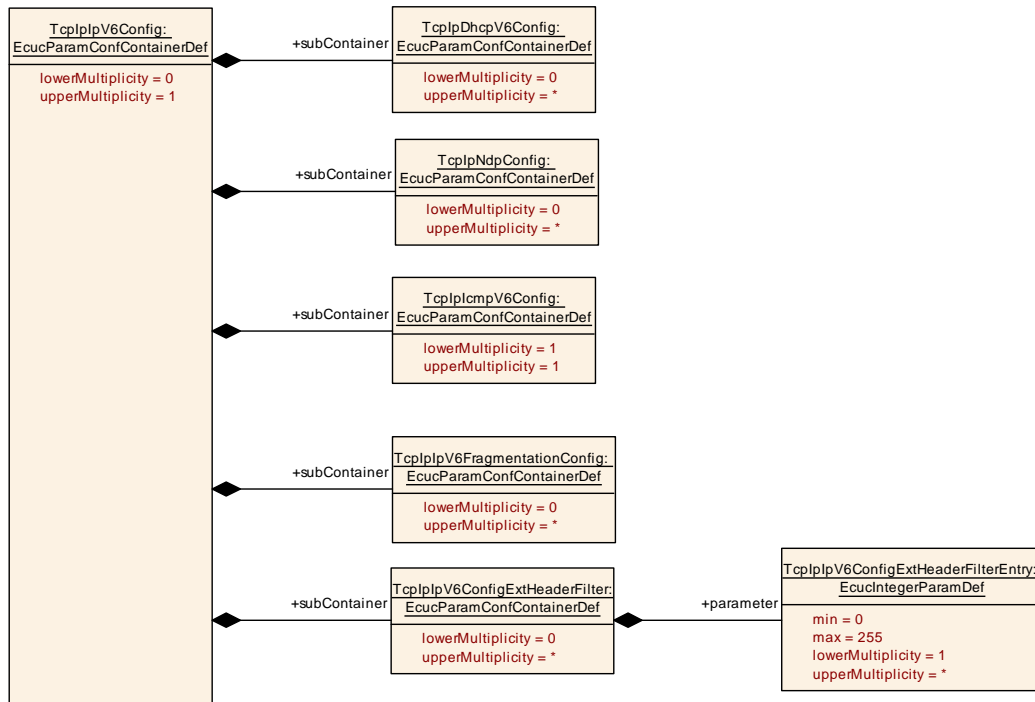 TcpIpIpV6Config:
EcucParamConfContainerDef
lowerMultiplicity = 0
upperMultiplicity = 1
+subContainer
TcpIpDhcpV6Config:
EcucParamConfContainerDef
lowerMultiplicity = 0
upperMultiplicity = *
+subContainer
TcpIpNdpConfig:
EcucParamConfContainerDef
lowerMultiplicity = 0
upperMultiplicity = *
+subContainer
TcpIpIcmpV6Config:
EcucParamConfContainerDef
lowerMultiplicity = 1
upperMultiplicity = 1
+subContainer
TcpIpIpV6FragmentationConfig:
EcucParamConfContainerDef
lowerMultiplicity = 0
upperMultiplicity = *
+subContainer
TcpIpIpV6ConfigExtHeaderFilter:
EcucParamConfContainerDef
lowerMultiplicity = 0
upperMultiplicity = *
+parameter
TcpIpIpV6ConfigExtHeaderFilterEntry:
EcucIntegerParamDef
min = 0
max = 255
lowerMultiplicity = 1
upperMultiplicity = *